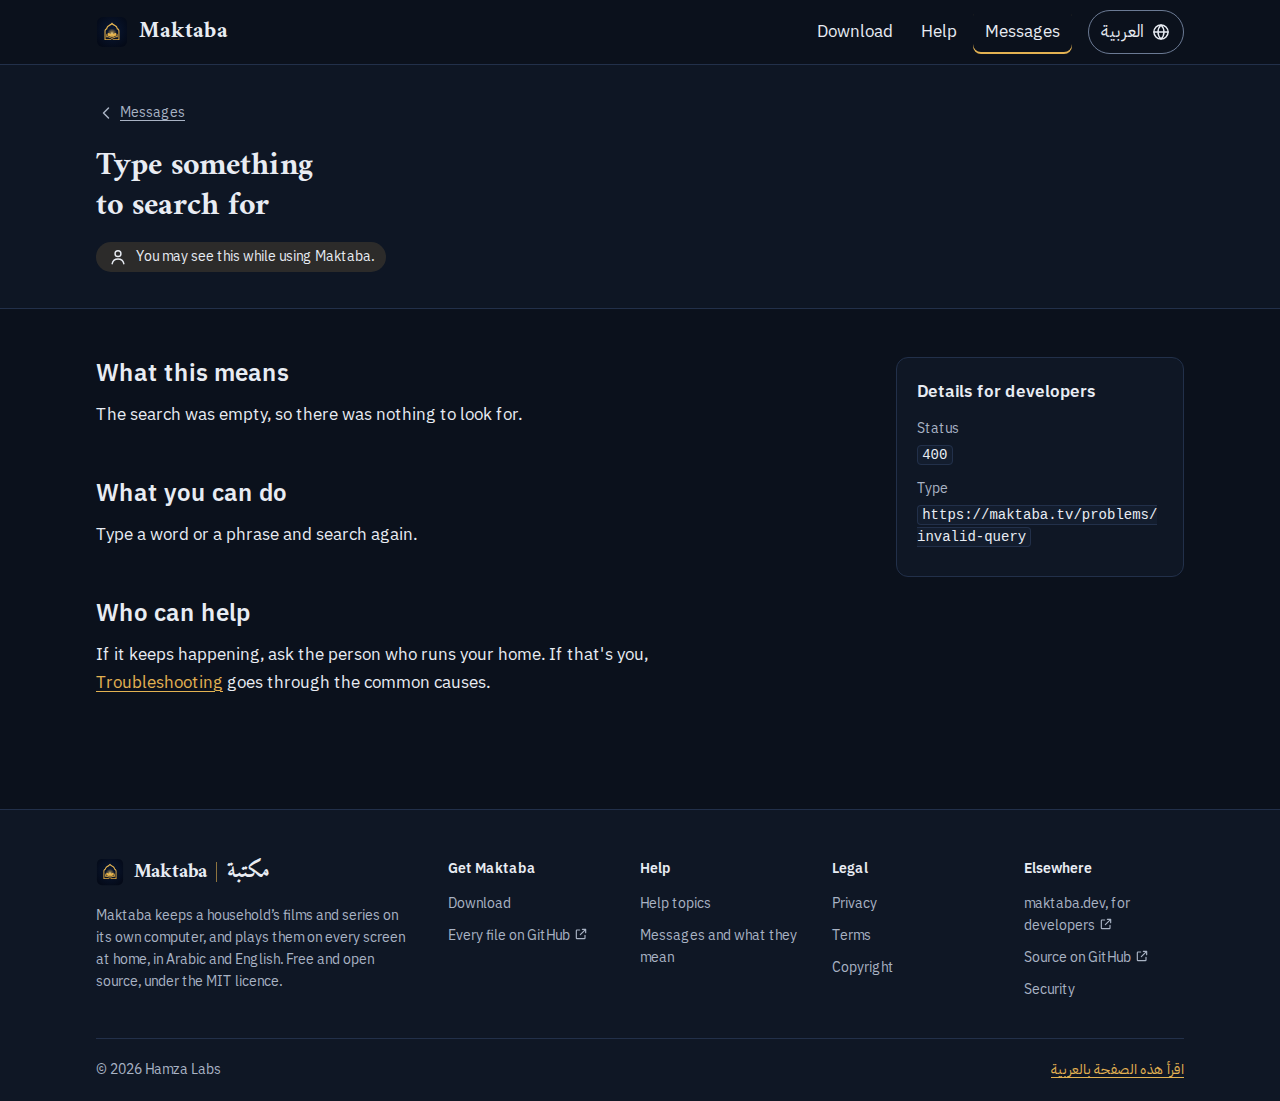 Maktaba
Download
Help
Messages
العربية
Messages
Type something
to search for
You may see this while using Maktaba.
What this means
The search was empty, so there was nothing to look for.
What you can do
Type a word or a phrase and search again.
Who can help
If it keeps happening, ask the person who runs your home. If that's you,
Troubleshooting goes through the common causes.
Details for developers
Status
400
Type
https://maktaba.tv/problems/
invalid-query
Maktaba | مكتبة
Maktaba keeps a household’s films and series on
its own computer, and plays them on every screen
at home, in Arabic and English. Free and open
source, under the MIT licence.
Get Maktaba
Download
Every file on GitHub
Help
Help topics
Messages and what they
mean
Legal
Privacy
Terms
Copyright
Elsewhere
maktaba.dev, for
developers
Source on GitHub
Security
© 2026 Hamza Labs
اقرأ هذه الصفحة بالعربية